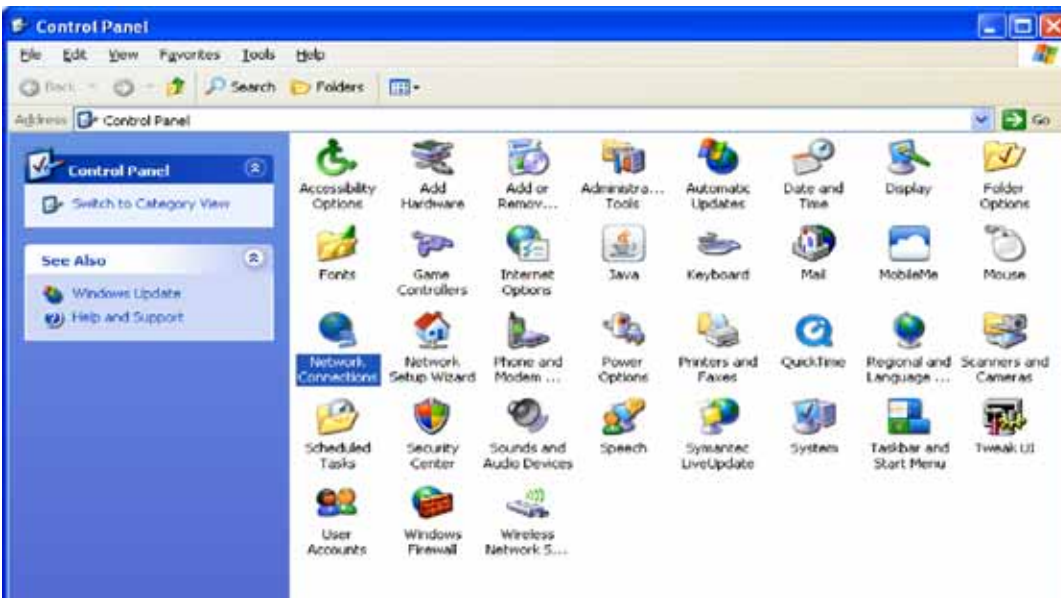 Control Panel
File Edit View Favorites Tools Help
Back Search Folders
Address Control Panel Go
Control Panel
Switch to Category View
See Also
Windows Update
Help and Support
Accessibility Options
Add Hardware
Add or Remov...
Administra... Tools
Automatic Updates
Date and Time
Display
Folder Options
Fonts
Game Controllers
Internet Options
Java
Keyboard
Mail
MobileMe
Mouse
Network Connections
Network Setup Wizard
Phone and Modem ...
Power Options
Printers and Faxes
QuickTime
Regional and Language ...
Scanners and Cameras
Scheduled Tasks
Security Center
Sounds and Audio Devices
Speech
Symantec LiveUpdate
System
Taskbar and Start Menu
Tweak UI
User Accounts
Windows Firewall
Wireless Network S...